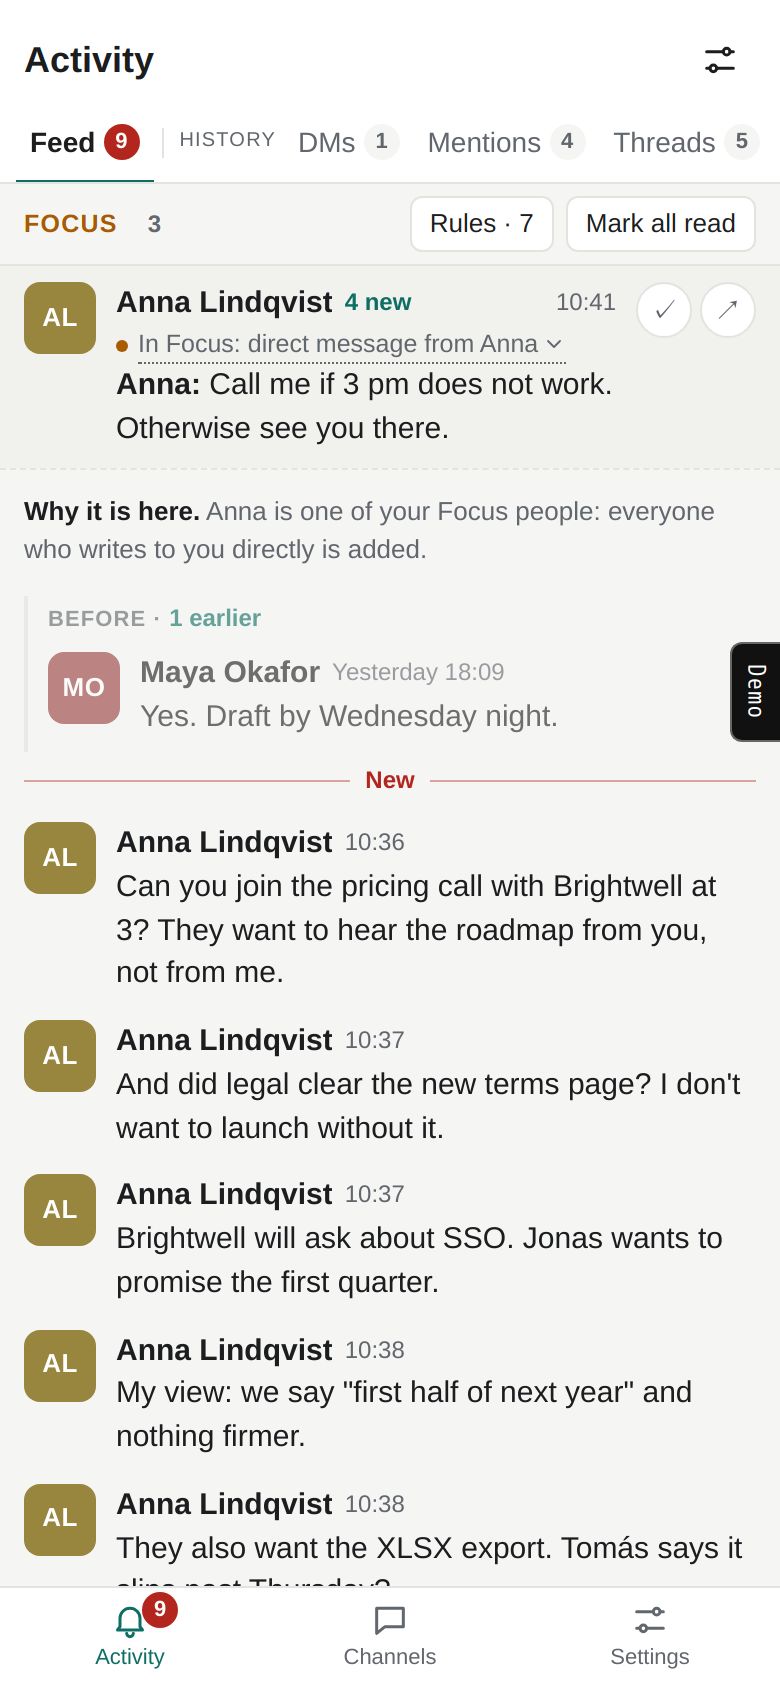 Activity
Feed 9 HISTORY DMs 1 Mentions 4 Threads 5
FOCUS 3 Rules · 7 Mark all read
AL Anna Lindqvist 4 new 10:41
In Focus: direct message from Anna
Anna: Call me if 3 pm does not work.
Otherwise see you there.
Why it is here. Anna is one of your Focus people: everyone
who writes to you directly is added.
BEFORE · 1 earlier
MO Maya Okafor Yesterday 18:09
Yes. Draft by Wednesday night.
Demo
New
AL Anna Lindqvist 10:36
Can you join the pricing call with Brightwell at
3? They want to hear the roadmap from you,
not from me.
AL Anna Lindqvist 10:37
And did legal clear the new terms page? I don't
want to launch without it.
AL Anna Lindqvist 10:37
Brightwell will ask about SSO. Jonas wants to
promise the first quarter.
AL Anna Lindqvist 10:38
My view: we say "first half of next year" and
nothing firmer.
AL Anna Lindqvist 10:38
They also want the XLSX export. Tomás says it
9
Activity Channels Settings